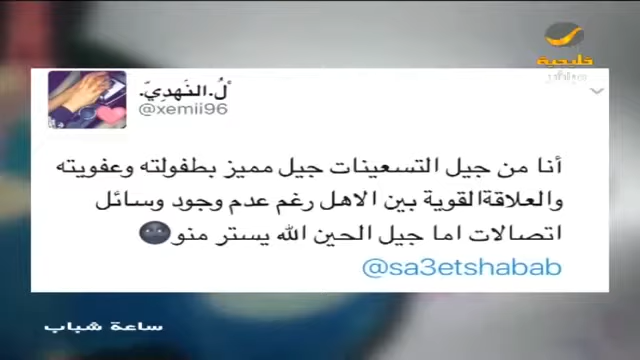 خليجية
لُ.النَهدِيّ.
@xemii96
أنا من جيل التسعينات جيل مميز بطفولته وعفويته
والعلاقةالقوية بين الاهل رغم عدم وجود وسائل
اتصالات اما جيل الحين الله يستر منو
@sa3etshabab
ساعة شباب